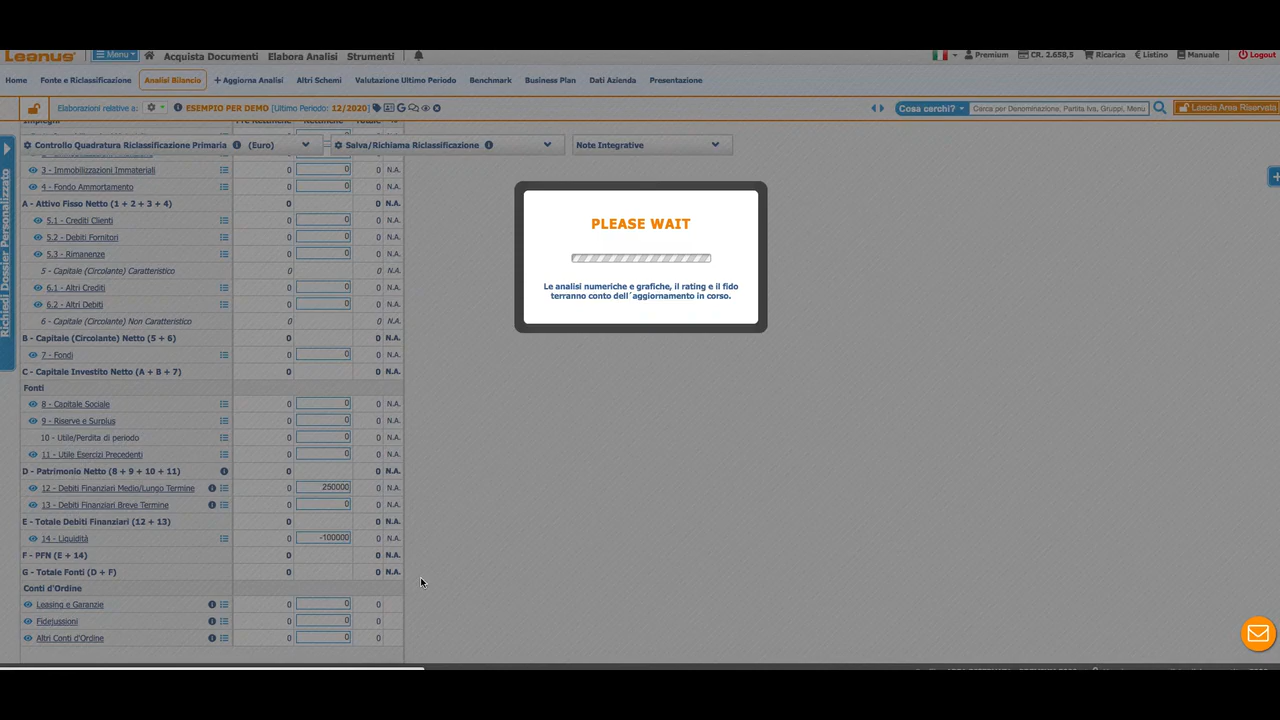 Leanus®
Menu
Acquista Documenti
Elabora Analisi
Strumenti
Premium
CR. 2.658,5
Ricarica
Listino
Manuale
Logout
Home
Fonte e Riclassificazione
Analisi Bilancio
+ Aggiorna Analisi
Altri Schemi
Valutazione Ultimo Periodo
Benchmark
Business Plan
Dati Azienda
Presentazione
Elaborazioni relative a:
ESEMPIO PER DEMO [Ultimo Periodo: 12/2020]
Cosa cerchi?
Cerca per Denominazione, Partita Iva, Gruppi, Menu
Lascia Area Riservata
Richiedi Dossier Personalizzato
Controllo Quadratura Riclassificazione Primaria (Euro)
Salva/Richiama Riclassificazione
Note Integrative
3 - Immobilizzazioni Immateriali 0 0 0 N.A.
4 - Fondo Ammortamento 0 0 0 N.A.
A - Attivo Fisso Netto (1 + 2 + 3 + 4) 0 0 N.A.
5.1 - Crediti Clienti 0 0 0 N.A.
5.2 - Debiti Fornitori 0 0 0 N.A.
5.3 - Rimanenze 0 0 0 N.A.
5 - Capitale (Circolante) Caratteristico 0 0 N.A.
6.1 - Altri Crediti 0 0 0 N.A.
6.2 - Altri Debiti 0 0 0 N.A.
6 - Capitale (Circolante) Non Caratteristico 0 0 N.A.
B - Capitale (Circolante) Netto (5 + 6) 0 0 N.A.
7 - Fondi 0 0 0 N.A.
C - Capitale Investito Netto (A + B + 7) 0 0 N.A.
Fonti
8 - Capitale Sociale 0 0 0 N.A.
9 - Riserve e Surplus 0 0 0 N.A.
10 - Utile/Perdita di periodo 0 0 0 N.A.
11 - Utile Esercizi Precedenti 0 0 0 N.A.
D - Patrimonio Netto (8 + 9 + 10 + 11) 0 0 N.A.
12 - Debiti Finanziari Medio/Lungo Termine 0 250000 0 N.A.
13 - Debiti Finanziari Breve Termine 0 0 0 N.A.
E - Totale Debiti Finanziari (12 + 13) 0 0 N.A.
14 - Liquidità 0 -100000 0 N.A.
F - PFN (E + 14) 0 0 N.A.
G - Totale Fonti (D + F) 0 0 N.A.
Conti d'Ordine
Leasing e Garanzie 0 0 0
Fidejussioni 0 0 0
Altri Conti d'Ordine 0 0 0
PLEASE WAIT
Le analisi numeriche e grafiche, il rating e il fido
terranno conto dell´aggiornamento in corso.